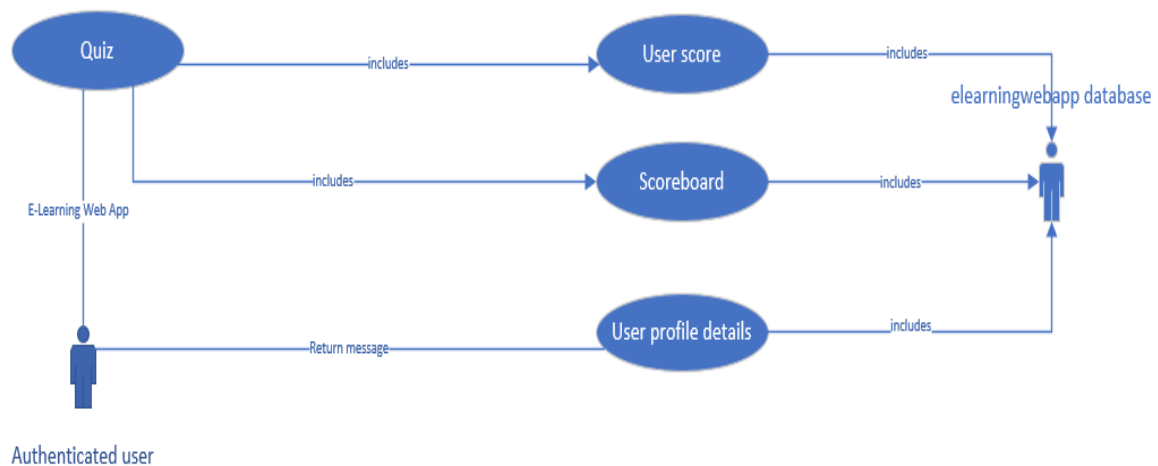 Quiz
User score
includes
includes
elearningwebapp database
Scoreboard
includes
includes
E-Learning Web App
User profile details
includes
Return message
Authenticated user